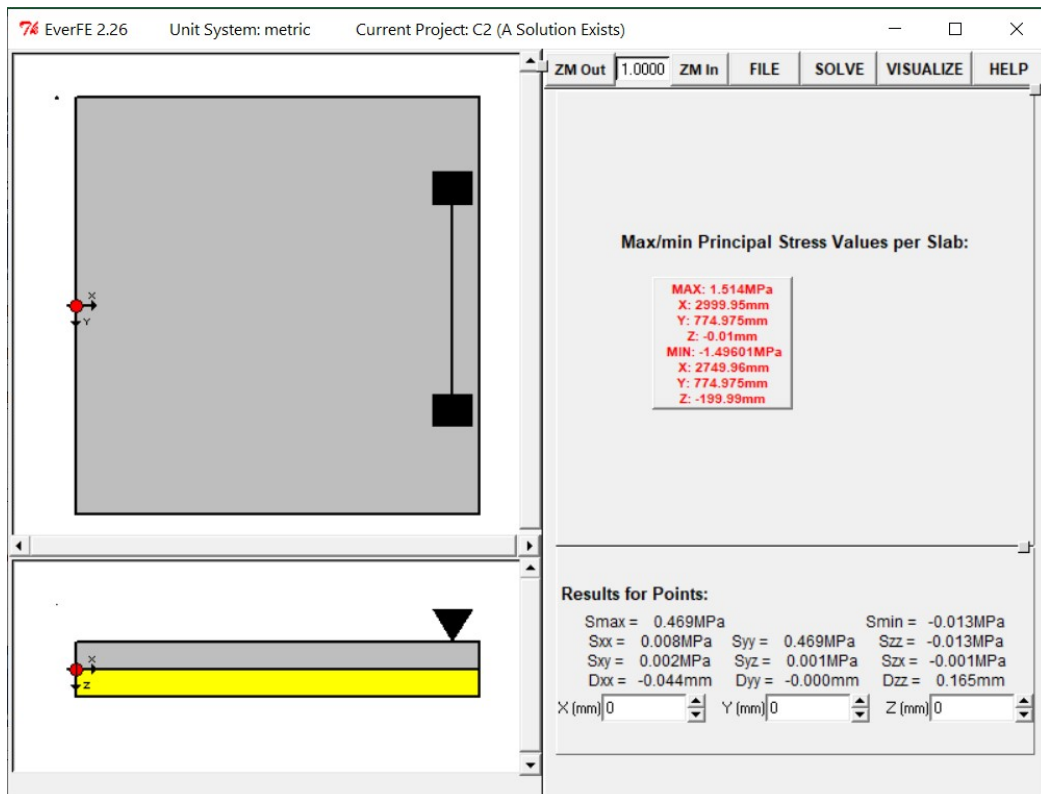 7k EverFE 2.26 Unit System: metric Current Project: C2 (A Solution Exists)
ZM Out 1.0000 ZM In FILE SOLVE VISUALIZE HELP
X
Y
Max/min Principal Stress Values per Slab:
MAX: 1.514MPa
X: 2999.95mm
Y: 774.975mm
Z: -0.01mm
MIN: -1.49601MPa
X: 2749.96mm
Y: 774.975mm
Z: -199.99mm
X
Z
Results for Points:
Smax = 0.469MPa Smin = -0.013MPa
Sxx = 0.008MPa Syy = 0.469MPa Szz = -0.013MPa
Sxy = 0.002MPa Syz = 0.001MPa Szx = -0.001MPa
Dxx = -0.044mm Dyy = -0.000mm Dzz = 0.165mm
X (mm) 0 Y (mm) 0 Z (mm) 0